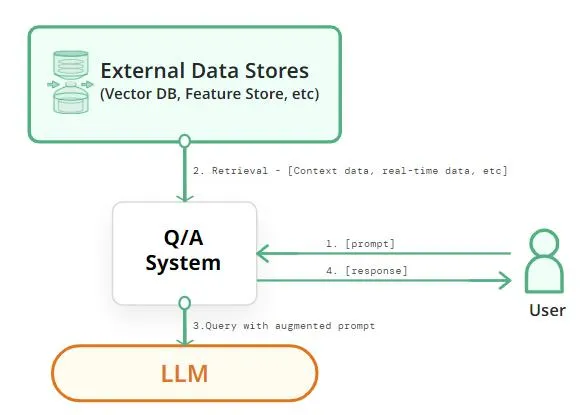 External Data Stores
(Vector DB, Feature Store, etc)
2. Retrieval - [Context data, real-time data, etc]
Q/A
System
1. [prompt]
4. [response]
User
3.Query with augmented prompt
LLM